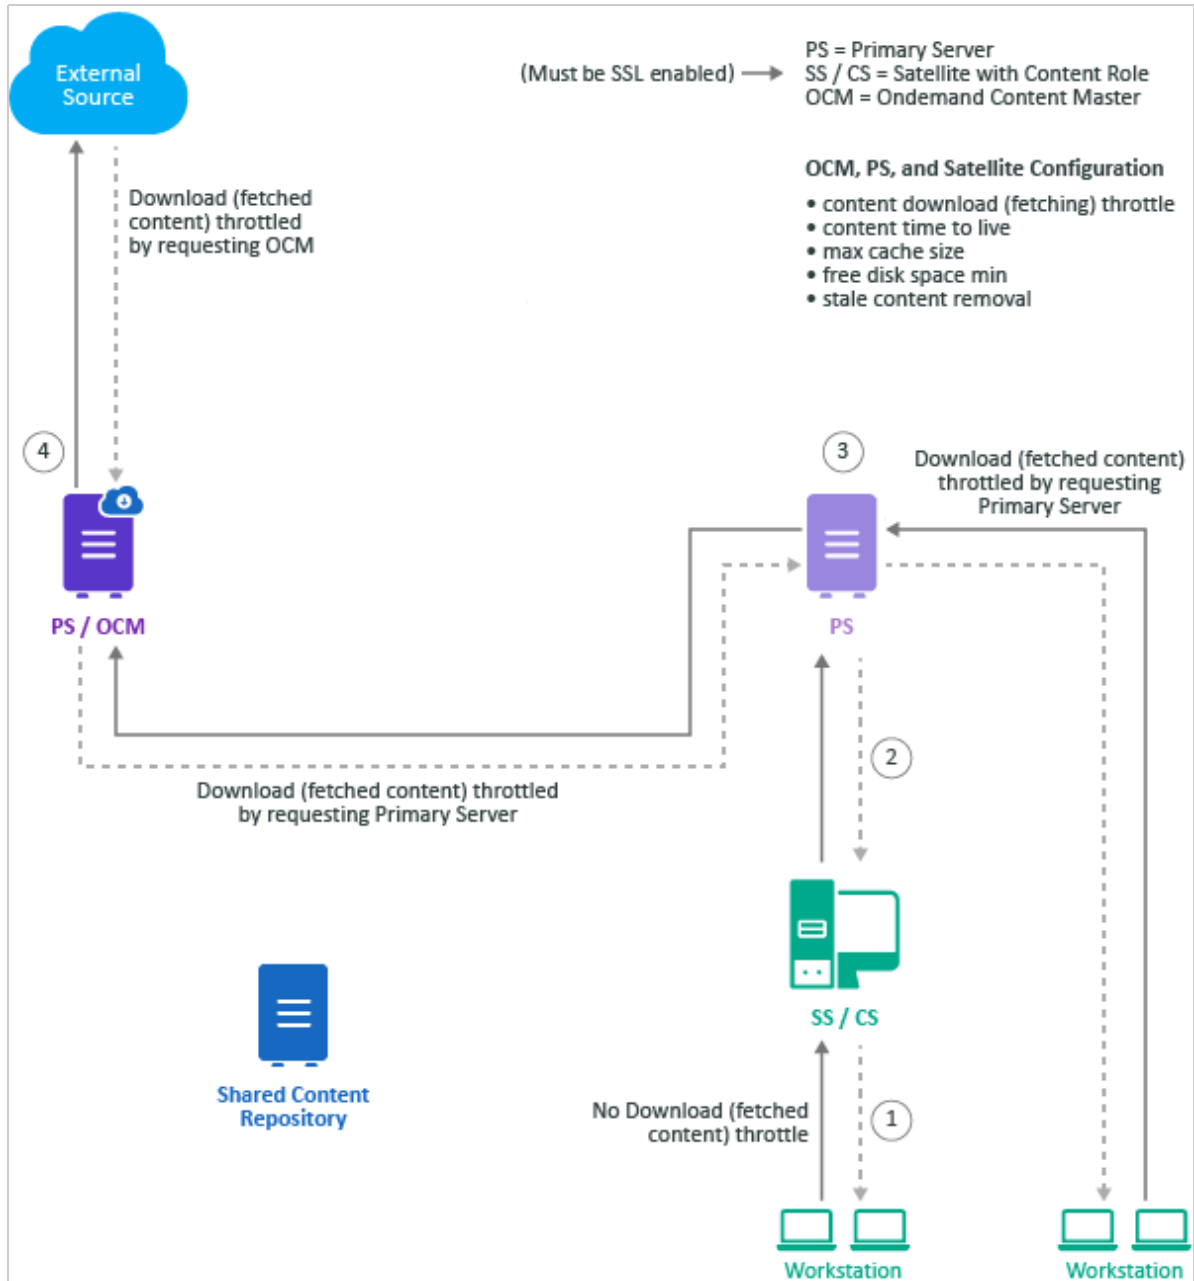 External
Source
(Must be SSL enabled)
PS = Primary Server
SS / CS = Satellite with Content Role
OCM = Ondemand Content Master
OCM, PS, and Satellite Configuration
• content download (fetching) throttle
• content time to live
• max cache size
• free disk space min
• stale content removal
Download (fetched
content) throttled
by requesting OCM
4
3
Download (fetched content)
throttled by requesting
Primary Server
PS / OCM
PS
2
Download (fetched content) throttled
by requesting Primary Server
SS / CS
Shared Content
Repository
No Download (fetched
content) throttle
1
Workstation
Workstation